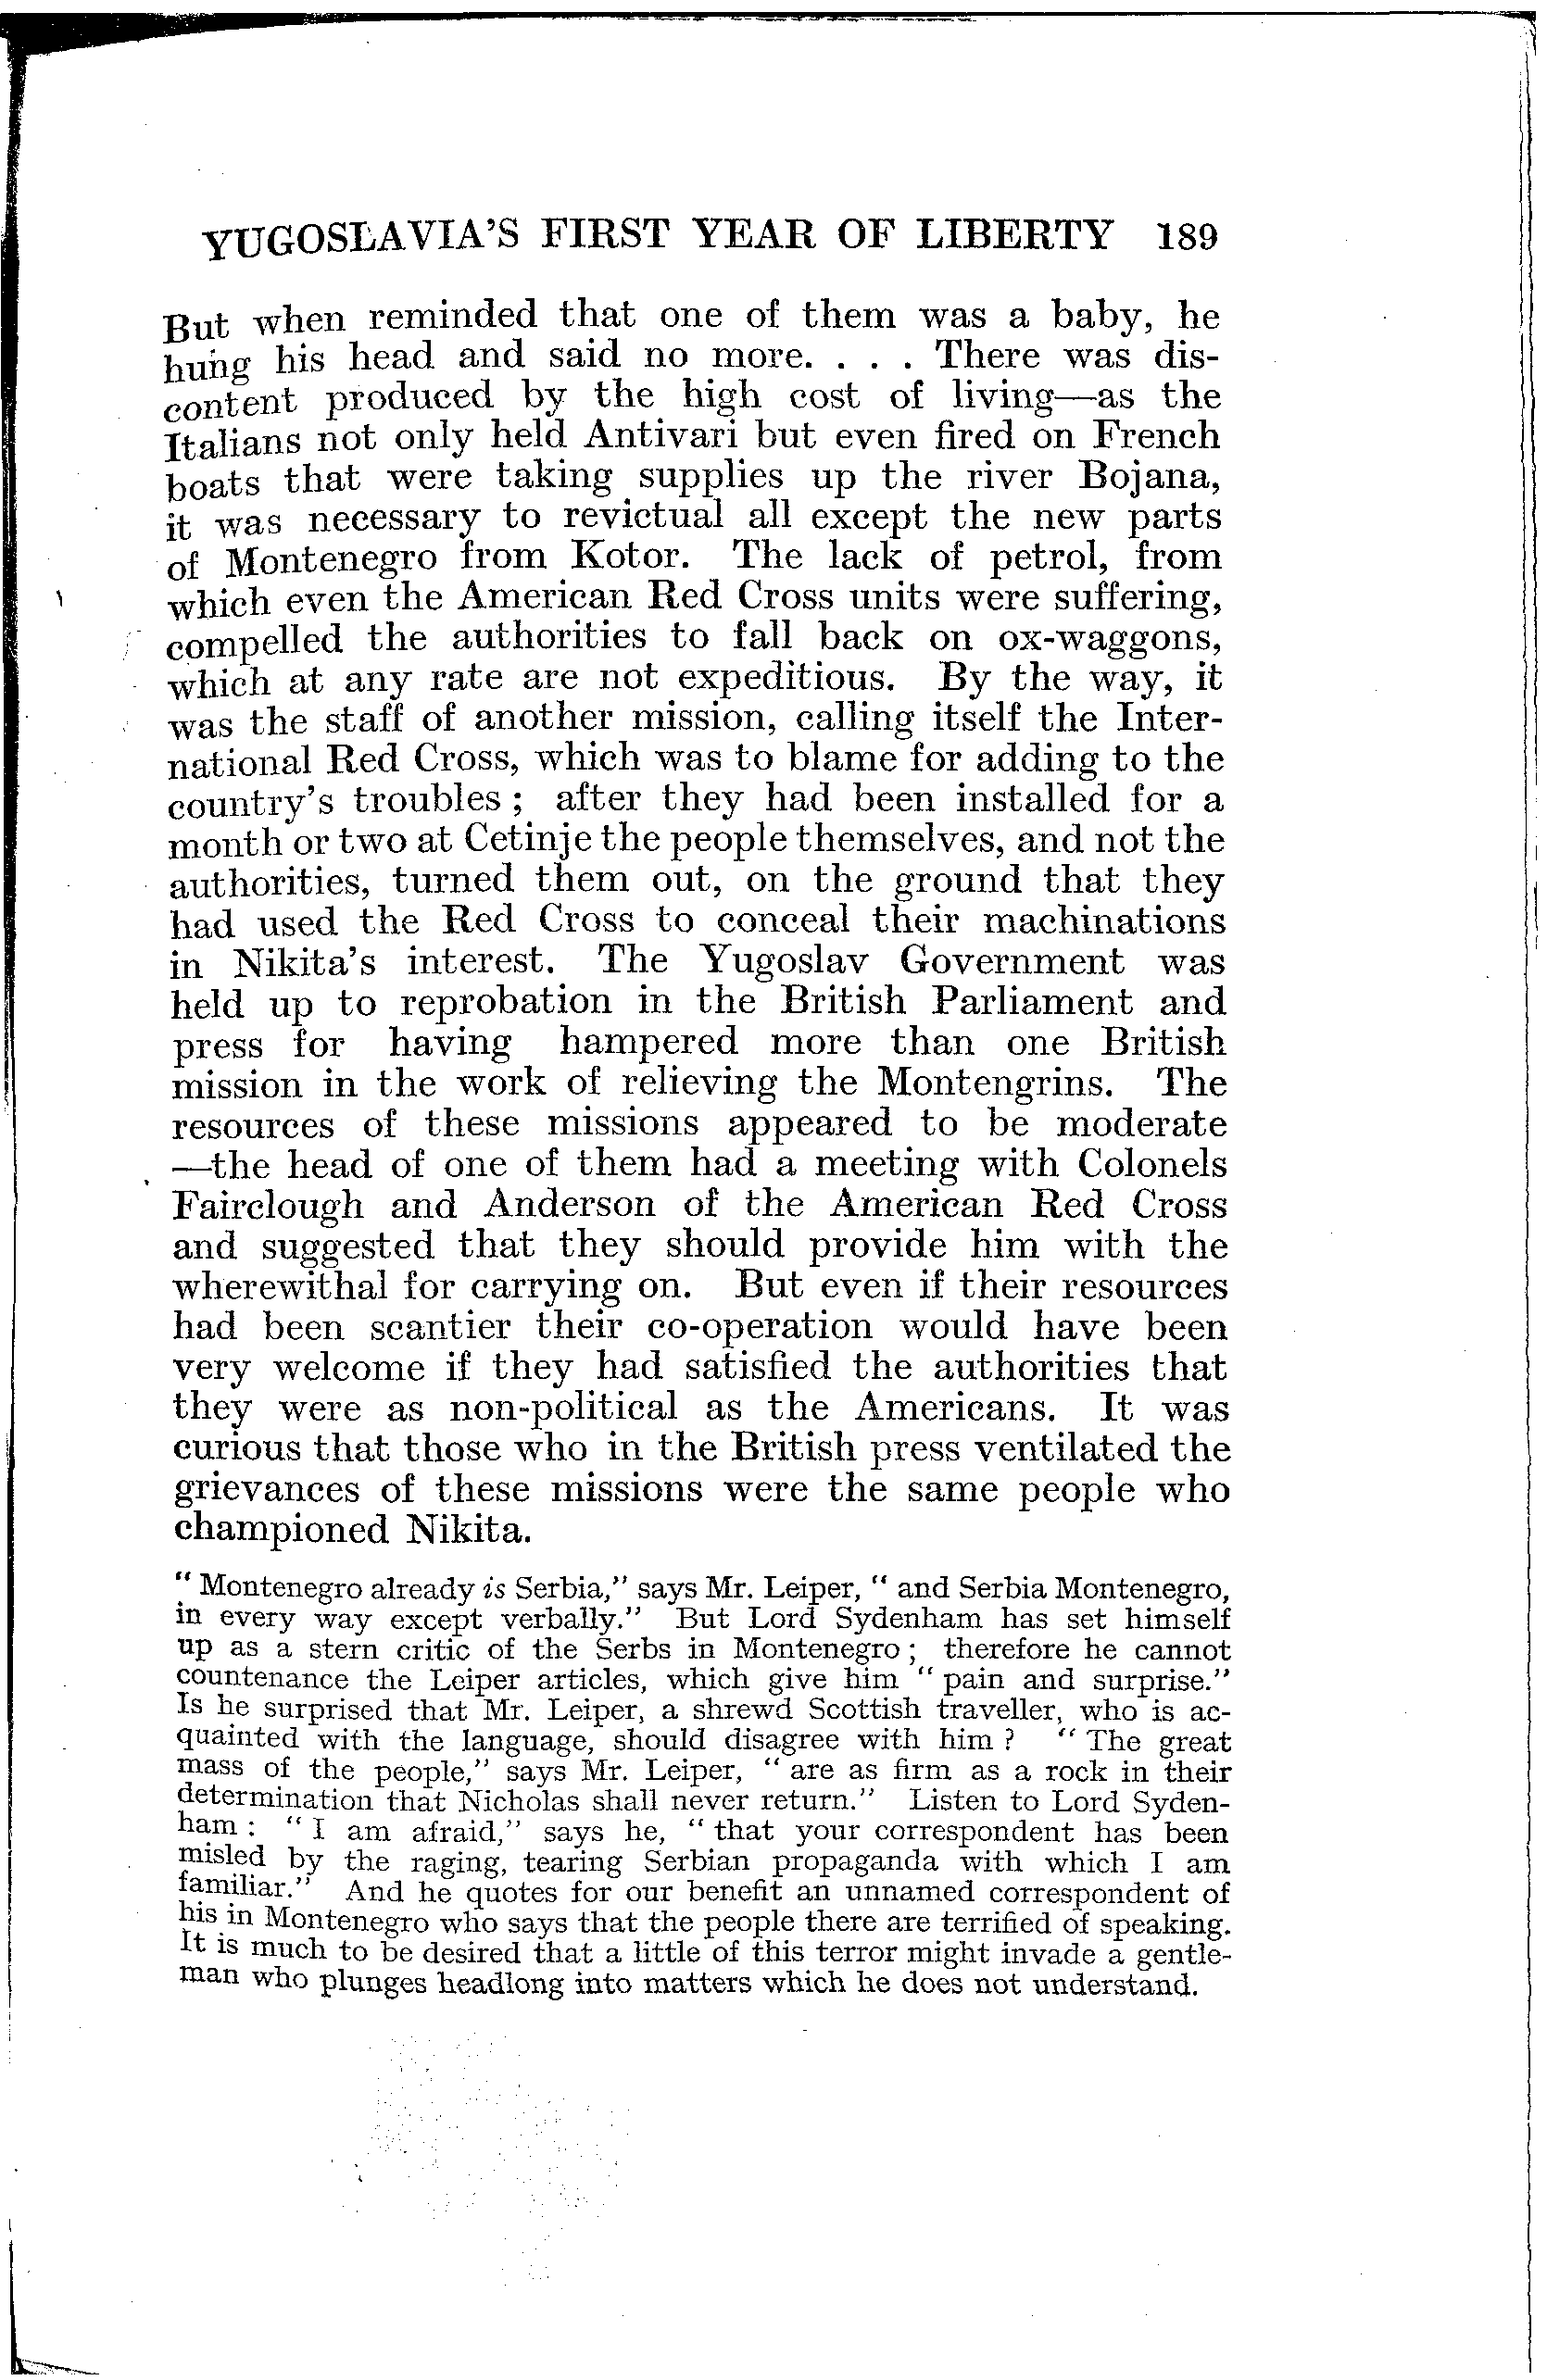 YUGOSLAVIA'S FIRST YEAR OF LIBERTY 189
But when reminded that one of them was a baby, he
hung his head and said no more. . . . There was dis-
content produced by the high cost of living—as the
Italians not only held Antivari but even fired on French
boats that were taking supplies up the river Bojana,
it was necessary to revictual all except the new parts
of Montenegro from Kotor. The lack of petrol, from
which even the American Red Cross units were suffering,
compelled the authorities to fall back on ox-waggons,
which at any rate are not expeditious. By the way, it
was the staff of another mission, calling itself the Inter-
national Red Cross, which was to blame for adding to the
country's troubles ; after they had been installed for a
month or two at Cetinje the people themselves, and not the
authorities, turned them out, on the ground that they
had used the Red Cross to conceal their machinations
in Nikita's interest. The Yugoslav Government was
held up to reprobation in the British Parliament and
press for having hampered more than one British
mission in the work of relieving the Montengrins. The
resources of these missions appeared to be moderate
—the head of one of them had a meeting with Colonels
Fairclough and Anderson of the American Red Cross
and suggested that they should provide him with the
wherewithal for carrying on. But even if their resources
had been scantier their co-operation would have been
very welcome if they had satisfied the authorities that
they were as non-political as the Americans. It was
curious that those who in the British press ventilated the
grievances of these missions were the same people who
championed Nikita.
" Montenegro already is Serbia," says Mr. Leiper, " and Serbia Montenegro,
in every way except verbally." But Lord Sydenham has set himself
up as a stern critic of the Serbs in Montenegro ; therefore he cannot
countenance the Leiper articles, which give him " pain and surprise."
Is he surprised that Mr. Leiper, a shrewd Scottish traveller, who is ac-
quainted with the language, should disagree with him ? " The great
mass of the people," says Mr. Leiper, " are as firm as a rock in their
determination that Nicholas shall never return." Listen to Lord Syden-
ham : " I am afraid," says he, " that your correspondent has been
misled by the raging, tearing Serbian propaganda with which I am
familiar." And he quotes for our benefit an unnamed correspondent of
his in Montenegro who says that the people there are terrified of speaking.
It is much to be desired that a little of this terror might invade a gentle-
man who plunges headlong into matters which he does not understand.